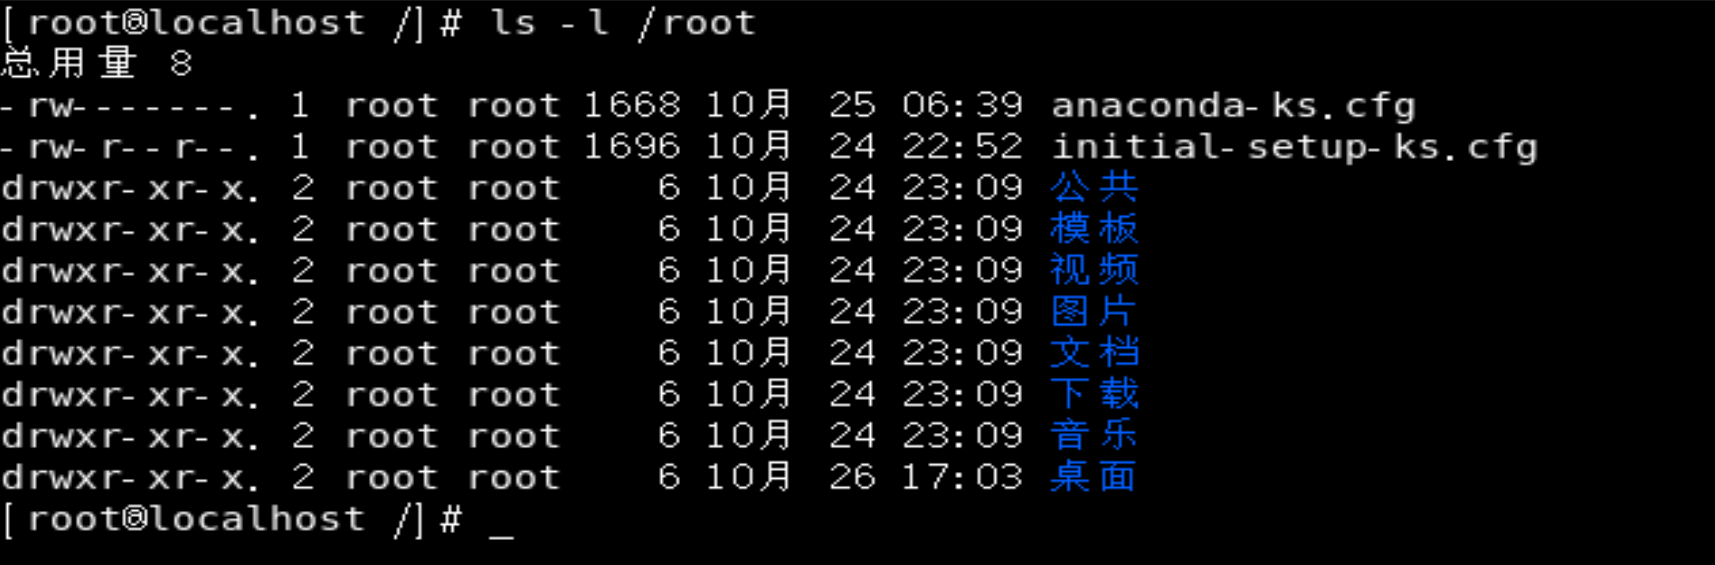 [root@localhost /]# ls -l /root
总用量 8
-rw-------. 1 root root 1668 10月 25 06:39 anaconda-ks.cfg
-rw-r--r--. 1 root root 1696 10月 24 22:52 initial-setup-ks.cfg
drwxr-xr-x. 2 root root    6 10月 24 23:09 公共
drwxr-xr-x. 2 root root    6 10月 24 23:09 模板
drwxr-xr-x. 2 root root    6 10月 24 23:09 视频
drwxr-xr-x. 2 root root    6 10月 24 23:09 图片
drwxr-xr-x. 2 root root    6 10月 24 23:09 文档
drwxr-xr-x. 2 root root    6 10月 24 23:09 下载
drwxr-xr-x. 2 root root    6 10月 24 23:09 音乐
drwxr-xr-x. 2 root root    6 10月 26 17:03 桌面
[root@localhost /]# _